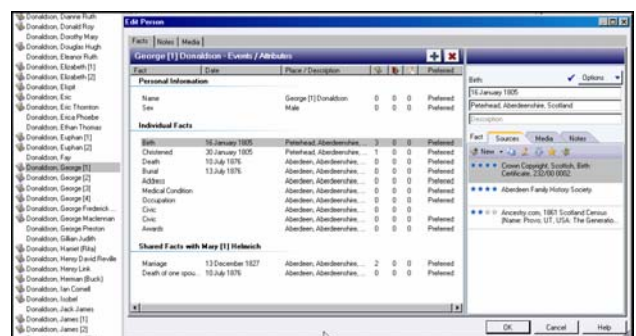 Donaldson, Dianne Ruth
Donaldson, Donald Roy
Donaldson, Dorothy Mary
Donaldson, Douglas Hugh
Donaldson, Eleanor Ruth
Donaldson, Elizabeth [1]
Donaldson, Elizabeth [2]
Donaldson, Elspit
Donaldson, Eric
Donaldson, Eric Thornton
Donaldson, Erica Phoebe
Donaldson, Ethan Thomas
Donaldson, Euphan [1]
Donaldson, Euphan [2]
Donaldson, Fay
Donaldson, George [1]
Donaldson, George [2]
Donaldson, George [3]
Donaldson, George [4]
Donaldson, George Frederick ...
Donaldson, George Maclennan
Donaldson, George Preston
Donaldson, Gillian Judith
Donaldson, Harriet (Rita)
Donaldson, Henry David Reville
Donaldson, Henry Link
Donaldson, Herman (Buck)
Donaldson, Ian Cornell
Donaldson, Isobel
Donaldson, Jack James
Donaldson, James [1]
Donaldson, James [2]
Edit Person
Facts Notes Media
George [1] Donaldson - Events / Attributes
Fact Date Place / Description Preferred
Personal Information
Name George [1] Donaldson 0 0 0 Preferred
Sex Male 0 0 0 Preferred
Individual Facts
Birth 16 January 1805 Peterhead, Aberdeenshire, ... 3 0 0 Preferred
Christened 30 January 1805 Peterhead, Aberdeenshire, ... 1 0 0 Preferred
Death 10 July 1876 Aberdeen, Aberdeenshire, ... 0 0 0 Preferred
Burial 13 July 1876 Aberdeen, Aberdeenshire, ... 0 0 0 Preferred
Address Aberdeen, Aberdeenshire, ... 0 0 0 Preferred
Medical Condition Aberdeen, Aberdeenshire, ... 0 0 0 Preferred
Occupation Aberdeen, Aberdeenshire, ... 0 0 0 Preferred
Civic Aberdeen, Aberdeenshire, ... 0 0 0
Civic Aberdeen, Aberdeenshire, ... 0 0 0 Preferred
Awards Aberdeen, Aberdeenshire, ... 0 0 0 Preferred
Shared Facts with Mary [1] Helmrich
Marriage 13 December 1827 Aberdeen, Aberdeenshire, ... 2 0 0 Preferred
Death of one spou... 10 July 1876 Aberdeen, Aberdeenshire, ... 0 0 0 Preferred
Birth: Options
16 January 1805
Peterhead, Aberdeenshire, Scotland
Description
Fact Sources Media Notes
New
Crown Copyright, Scottish, Birth
Certificate, 232/00 0002.
Aberdeen Family History Society.
Ancestry.com, 1861 Scotland Census
(Name: Provo, UT, USA: The Generatio...
OK Cancel Help